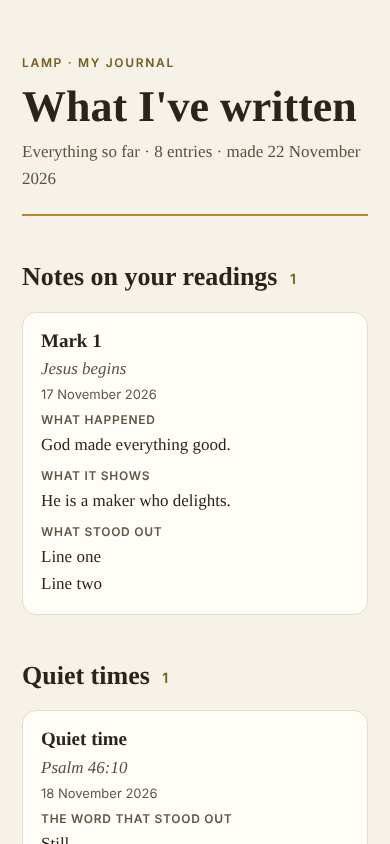 LAMP · MY JOURNAL
What I've written
Everything so far · 8 entries · made 22 November
2026
Notes on your readings 1
Mark 1
Jesus begins
17 November 2026
WHAT HAPPENED
God made everything good.
WHAT IT SHOWS
He is a maker who delights.
WHAT STOOD OUT
Line one
Line two
Quiet times 1
Quiet time
Psalm 46:10
18 November 2026
THE WORD THAT STOOD OUT
Still